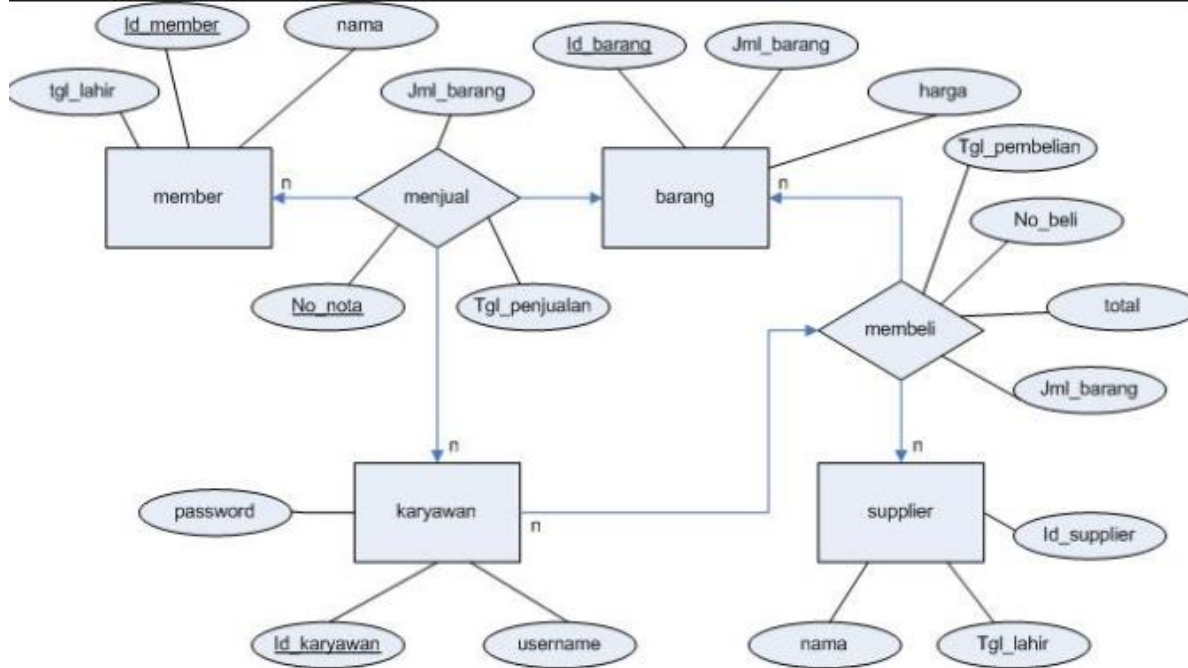 Id_member
nama
Id_barang
Jml_barang
tgl_lahir
Jml_barang
harga
Tgl_pembelian
n
n
member
menjual
barang
No_beli
No_nota
Tgl_penjualan
total
membeli
Jml_barang
n
n
password
karyawan
n
supplier
Id_supplier
Id_karyawan
username
nama
Tgl_lahir